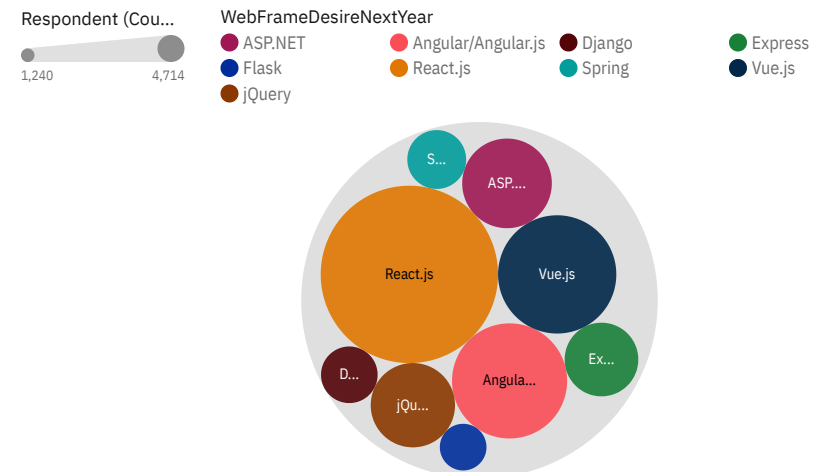 Respondent (Cou...
1,240 4,714
WebFrameDesireNextYear
ASP.NET Angular/Angular.js Django Express
Flask React.js Spring Vue.js
jQuery
S...
ASP....
React.js
Vue.js
Ex...
D...
Angula...
jQu...